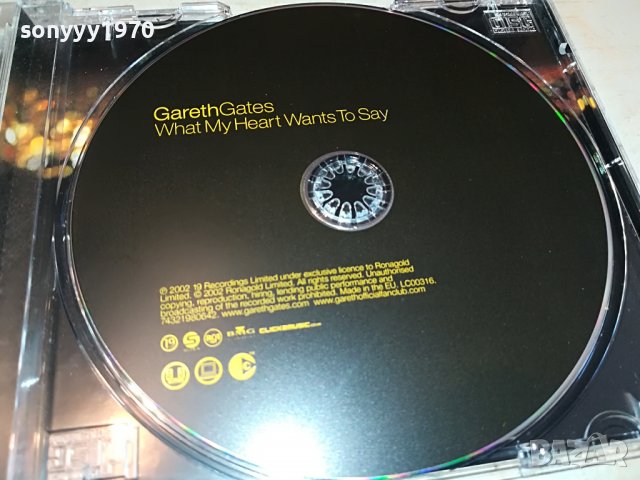 sonyyy1970
GarethGates
What My Heart Wants To Say
℗ 2002 19 Recordings Limited under exclusive licence to Ronagold
Limited. © 2002 Ronagold Limited. All rights reserved. Unauthorised
copying, reproduction, hiring, lending, public performance and
broadcasting of the recorded work prohibited. Made in the EU. LC00316.
74321980642. www.garethgates.com www.garethofficialfanclub.com
19 S BMG
BAZAR